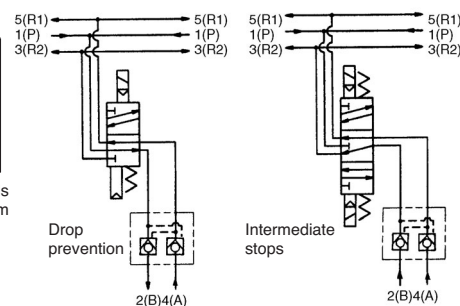 5(R1) 5(R1)
1(P) 1(P)
3(R2) 3(R2)
5(R1) 5(R1)
1(P) 1(P)
3(R2) 3(R2)
s
m
Drop
prevention
2(B)4(A)
Intermediate
stops
2(B)4(A)